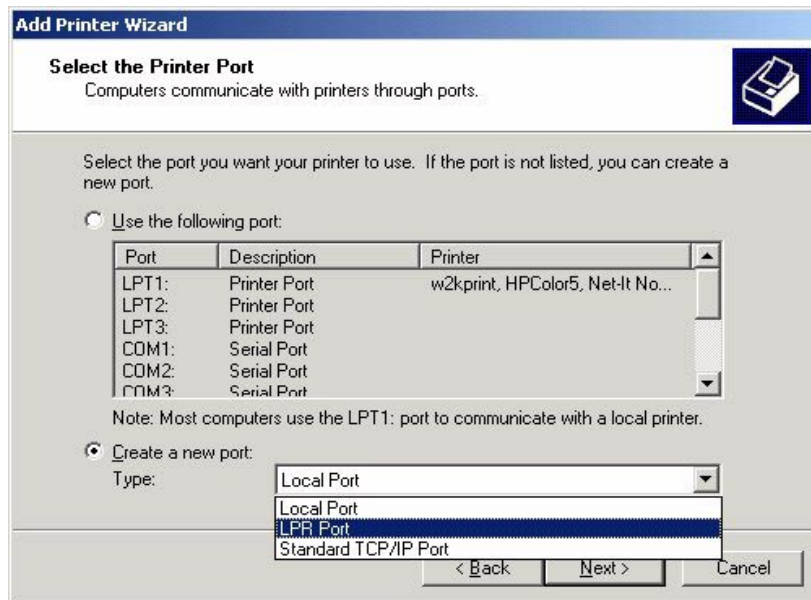 Add Printer Wizard
Select the Printer Port
Computers communicate with printers through ports.
Select the port you want your printer to use. If the port is not listed, you can create a
new port.
Use the following port:
Port Description Printer
LPT1: Printer Port w2kprint, HPColor5, Net-It No...
LPT2: Printer Port
LPT3: Printer Port
COM1: Serial Port
COM2: Serial Port
COM3: Serial Port
Note: Most computers use the LPT1: port to communicate with a local printer.
Create a new port:
Type: Local Port
Local Port
LPR Port
Standard TCP/IP Port
< Back Next > Cancel